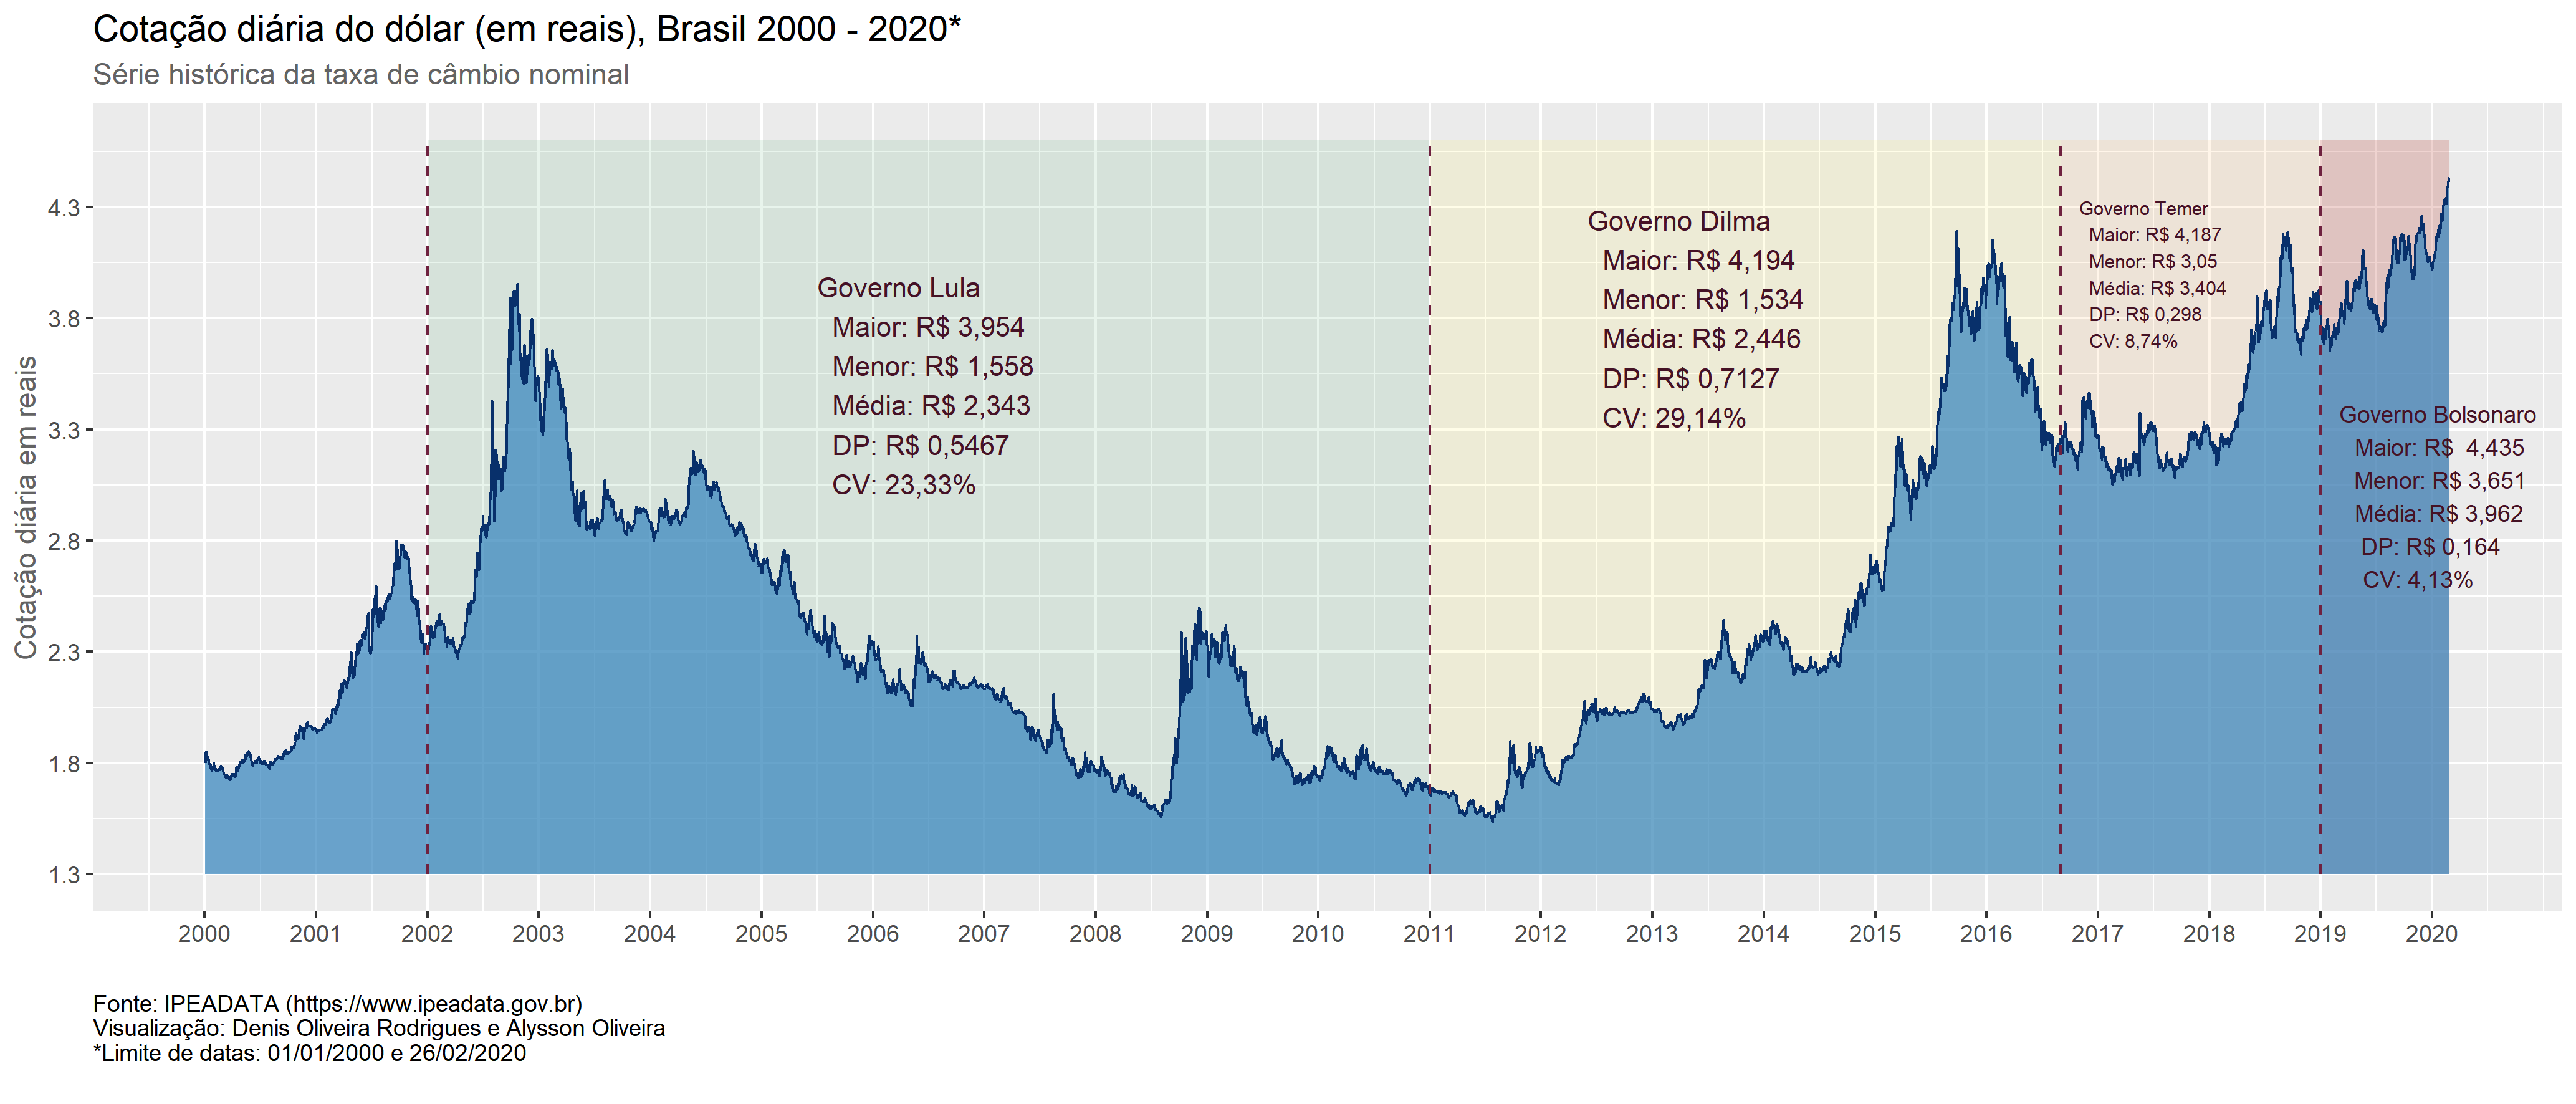 Cotação diária do dólar (em reais), Brasil 2000 - 2020*
Série histórica da taxa de câmbio nominal
Cotação diária em reais
4.3
3.8
3.3
2.8
2.3
1.8
1.3
Governo Lula
Maior: R$ 3,954
Menor: R$ 1,558
Média: R$ 2,343
DP: R$ 0,5467
CV: 23,33%
Governo Dilma
Maior: R$ 4,194
Menor: R$ 1,534
Média: R$ 2,446
DP: R$ 0,7127
CV: 29,14%
Governo Temer
Maior: R$ 4,187
Menor: R$ 3,05
Média: R$ 3,404
DP: R$ 0,298
CV: 8,74%
Governo Bolsonaro
Maior: R$ 4,435
Menor: R$ 3,651
Média: R$ 3,962
DP: R$ 0,164
CV: 4,13%
2000 2001 2002 2003 2004 2005 2006 2007 2008 2009 2010 2011 2012 2013 2014 2015 2016 2017 2018 2019 2020
Fonte: IPEADATA (https://www.ipeadata.gov.br)
Visualização: Denis Oliveira Rodrigues e Alysson Oliveira
*Limite de datas: 01/01/2000 e 26/02/2020